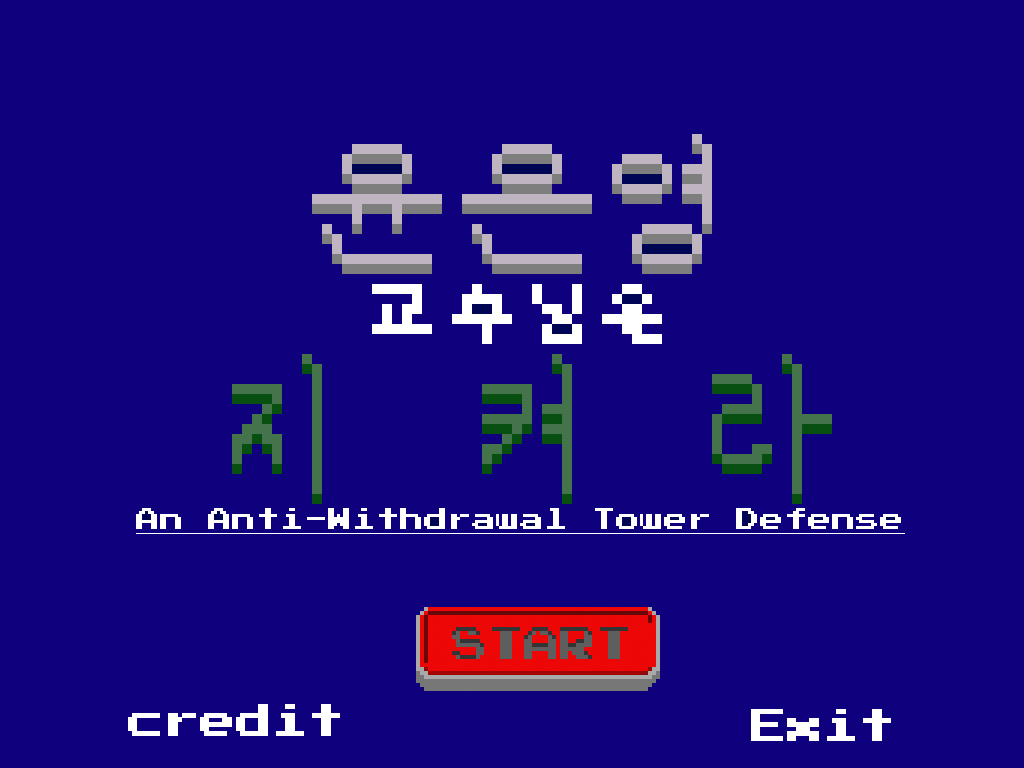 윤은영
교수님을
지켜라
An Anti-Withdrawal Tower Defense
START
credit
Exit